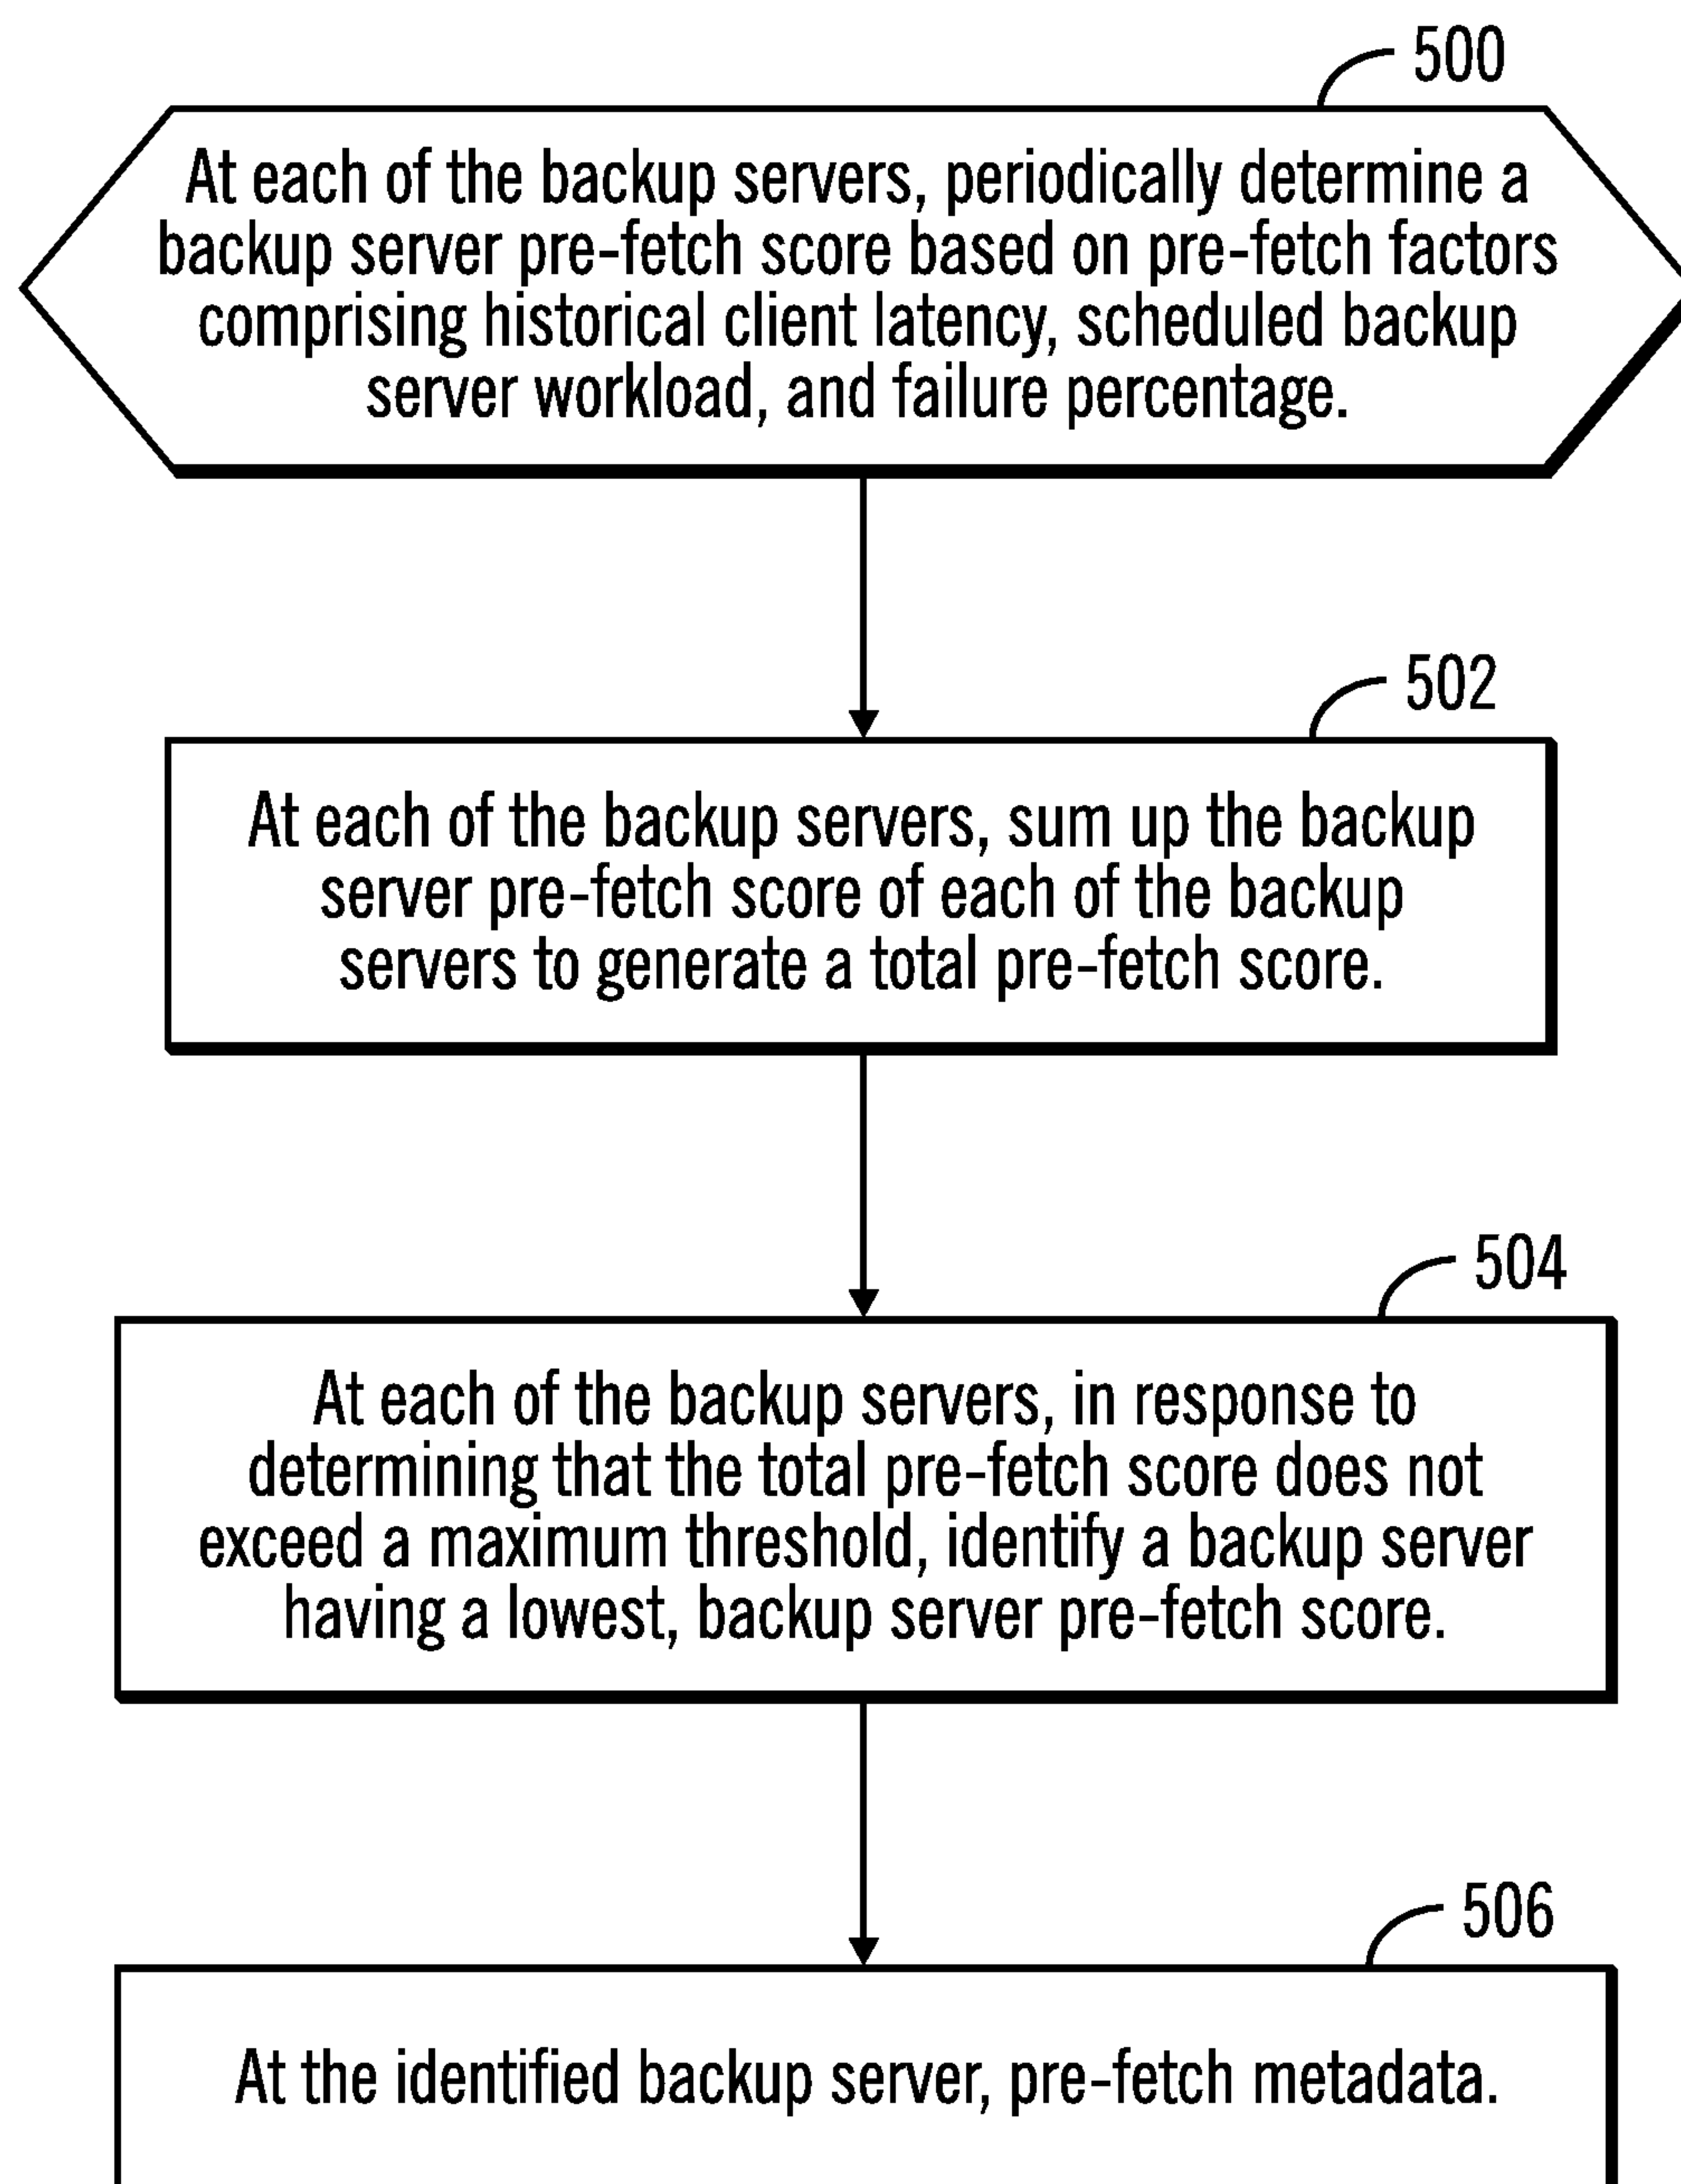 500
At each of the backup servers, periodically determine a
backup server pre-fetch score based on pre-fetch factors
comprising historical client latency, scheduled backup
server workload, and failure percentage.
502
At each of the backup servers, sum up the backup
server pre-fetch score of each of the backup
servers to generate a total pre-fetch score.
504
At each of the backup servers, in response to
determining that the total pre-fetch score does not
exceed a maximum threshold, identify a backup server
having a lowest, backup server pre-fetch score.
506
At the identified backup server, pre-fetch metadata.